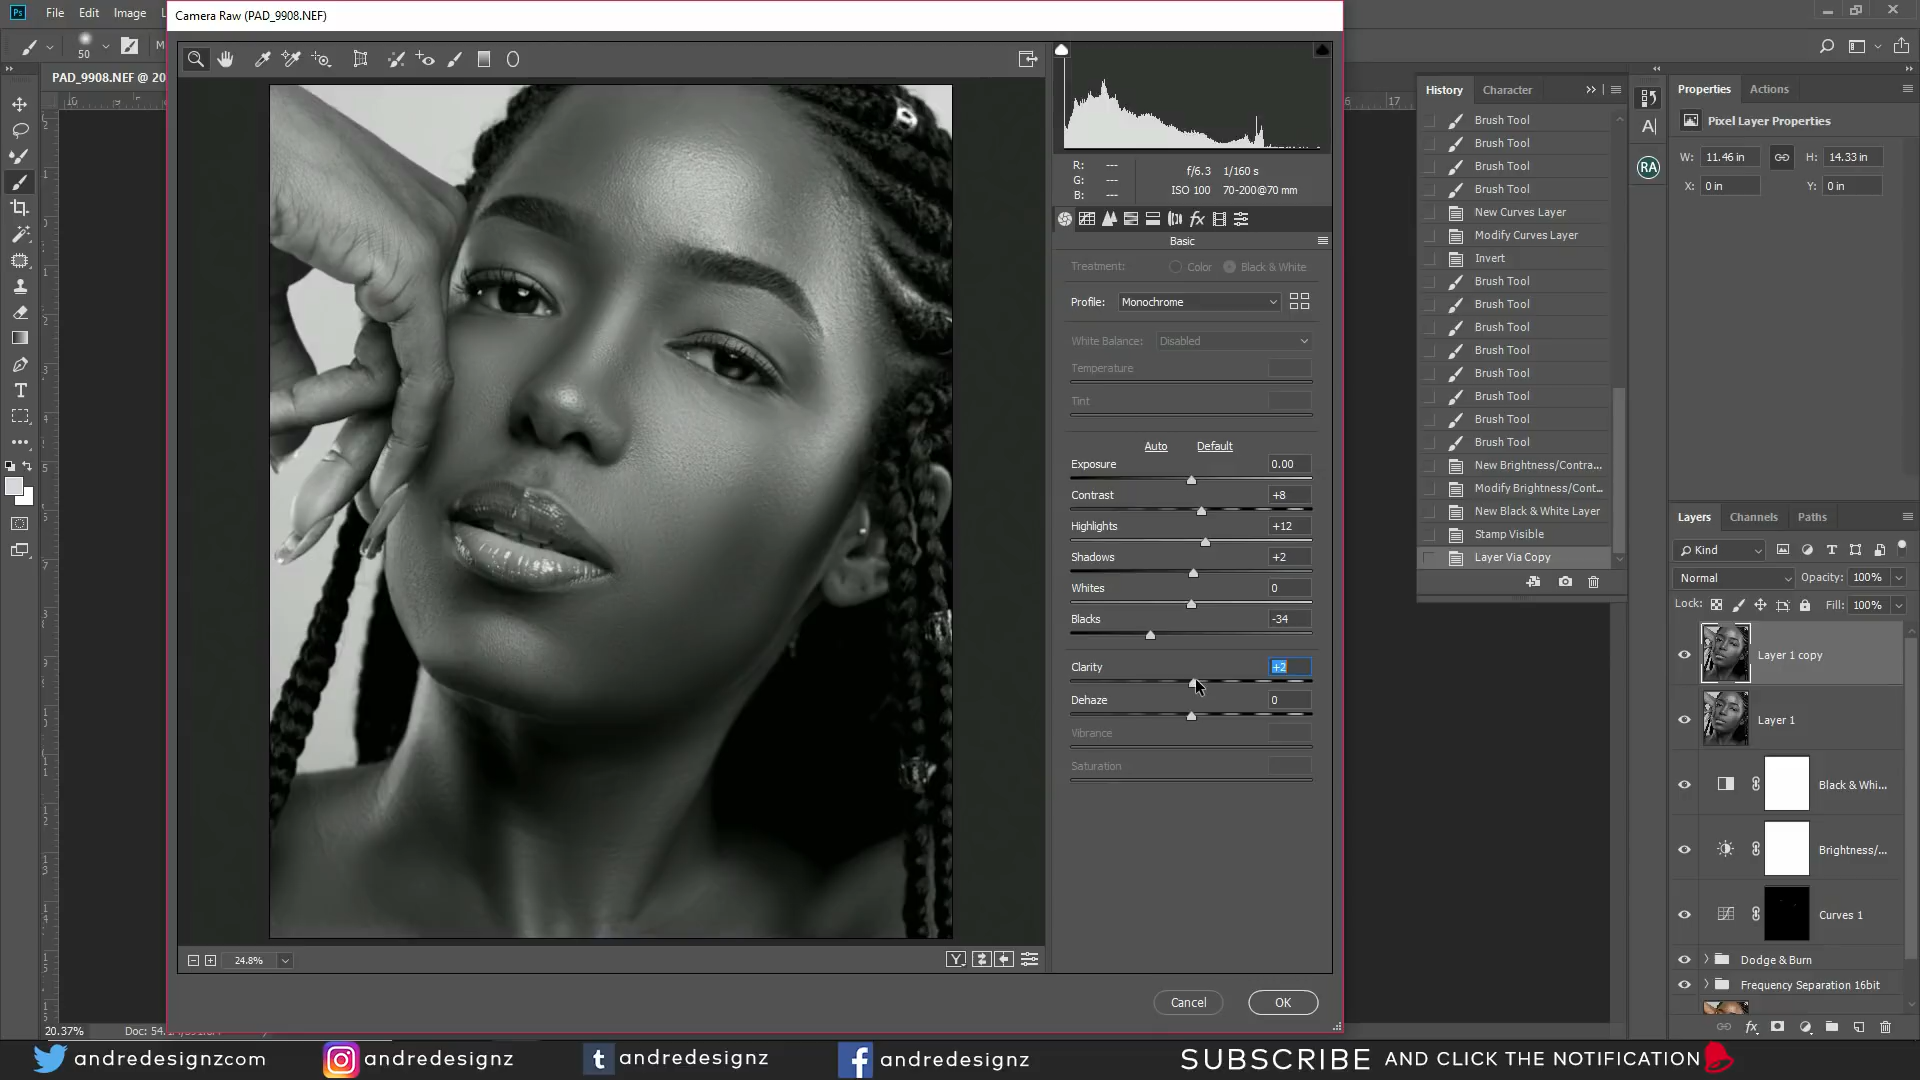 Ps File Edit Image
Camera Raw (PAD_9908.NEF)
50
PAD_9908.NEF @ 20
R: ---
G: ---
B: ---
f/6.3 1/160 s
ISO 100 70-200@70 mm
Basic
Treatment: Color Black & White
Profile: Monochrome
White Balance: Disabled
Temperature
Tint
Auto Default
Exposure 0.00
Contrast +8
Highlights +12
Shadows +2
Whites 0
Blacks -34
Clarity +2
Dehaze 0
Vibrance
Saturation
24.8%
Y
Cancel OK
20.37%
16 17
History Character
Brush Tool
Brush Tool
Brush Tool
Brush Tool
New Curves Layer
Modify Curves Layer
Invert
Brush Tool
Brush Tool
Brush Tool
Brush Tool
Brush Tool
Brush Tool
Brush Tool
Brush Tool
New Brightness/Contra...
Modify Brightness/Cont...
New Black & White Layer
Stamp Visible
Layer Via Copy
A
RA
Properties Actions
Pixel Layer Properties
W: 11.46 in H: 14.33 in
X: 0 in Y: 0 in
Layers Channels Paths
Kind
Normal Opacity: 100%
Lock: Fill: 100%
Layer 1 copy
Layer 1
Black & Whi...
Brightness/...
Curves 1
Dodge & Burn
Frequency Separation 16bit
fx
andredesignzcom andredesignz andredesignz andredesignz SUBSCRIBE AND CLICK THE NOTIFICATION